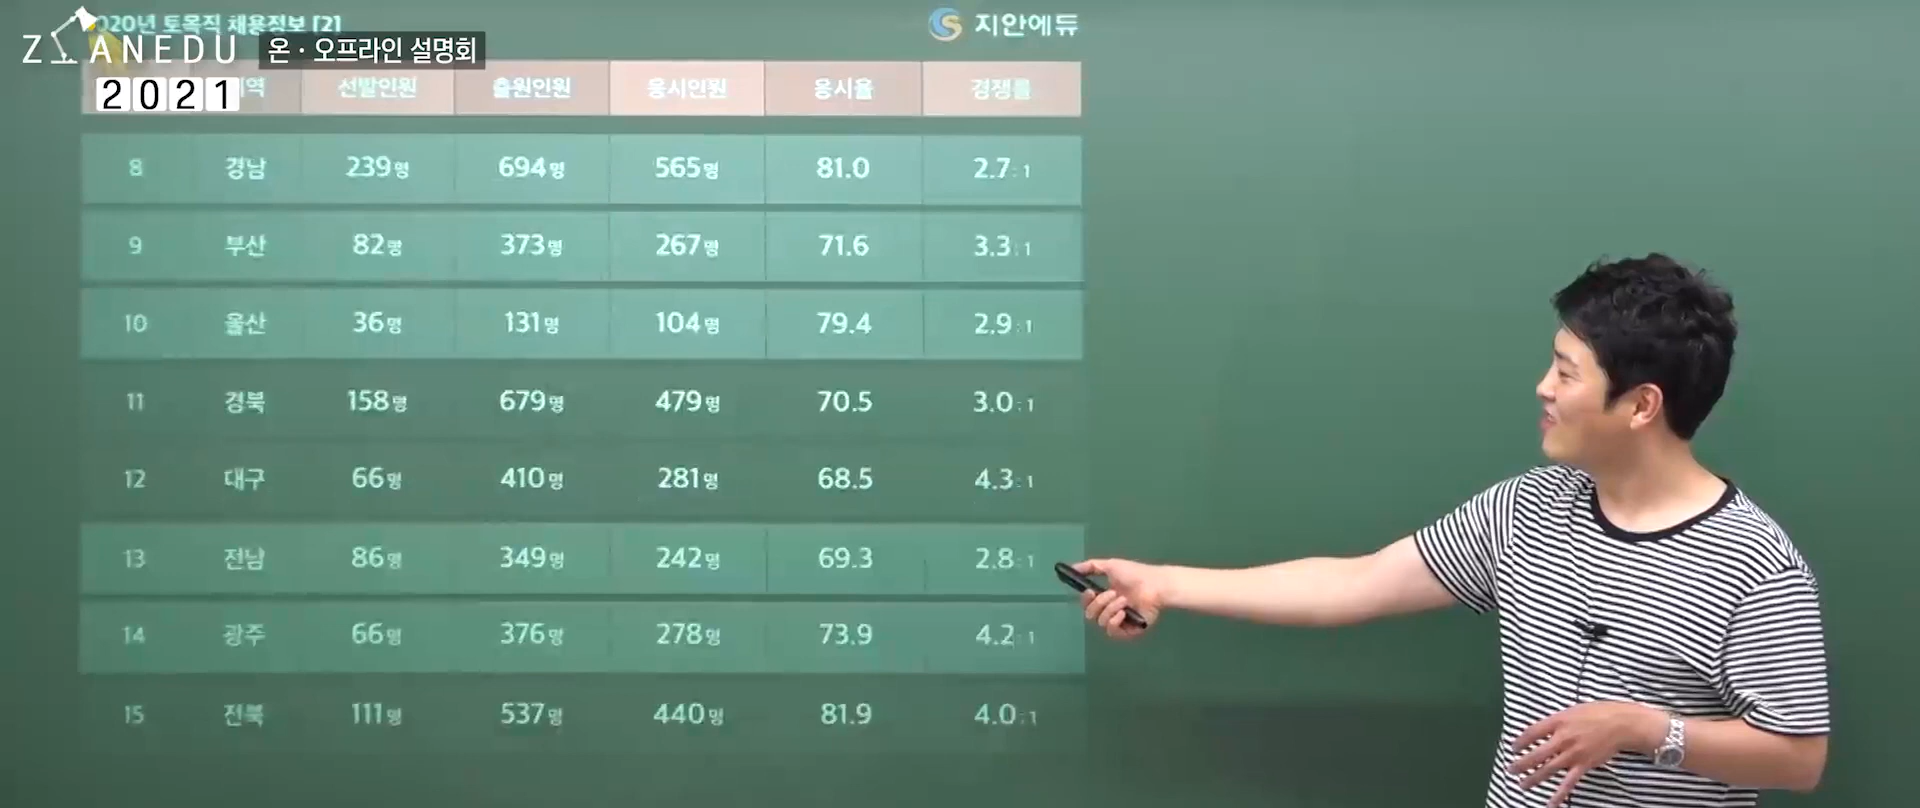 2020년 토목직 채용정보 [2]
지안에듀
ZIANEDU 온·오프라인 설명회
2021
지역 선발인원 출원인원 응시인원 응시율 경쟁률
8 경남 239명 694명 565명 81.0 2.7:1
9 부산 82명 373명 267명 71.6 3.3:1
10 울산 36명 131명 104명 79.4 2.9:1
11 경북 158명 679명 479명 70.5 3.0:1
12 대구 66명 410명 281명 68.5 4.3:1
13 전남 86명 349명 242명 69.3 2.8:1
14 광주 66명 376명 278명 73.9 4.2:1
15 전북 111명 537명 440명 81.9 4.0:1